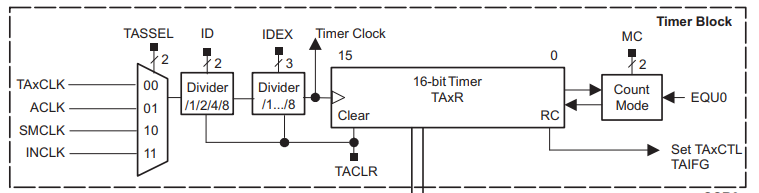 Timer Block
TASSEL ID IDEX Timer Clock 15 0 MC
2 2 3 2
TAxCLK 00
ACLK 01
SMCLK 10
INCLK 11
Divider
/1/2/4/8
Divider
/1.../8
16-bit Timer
TAxR
Clear RC
Count
Mode
EQU0
TACLR
Set TAxCTL
TAIFG